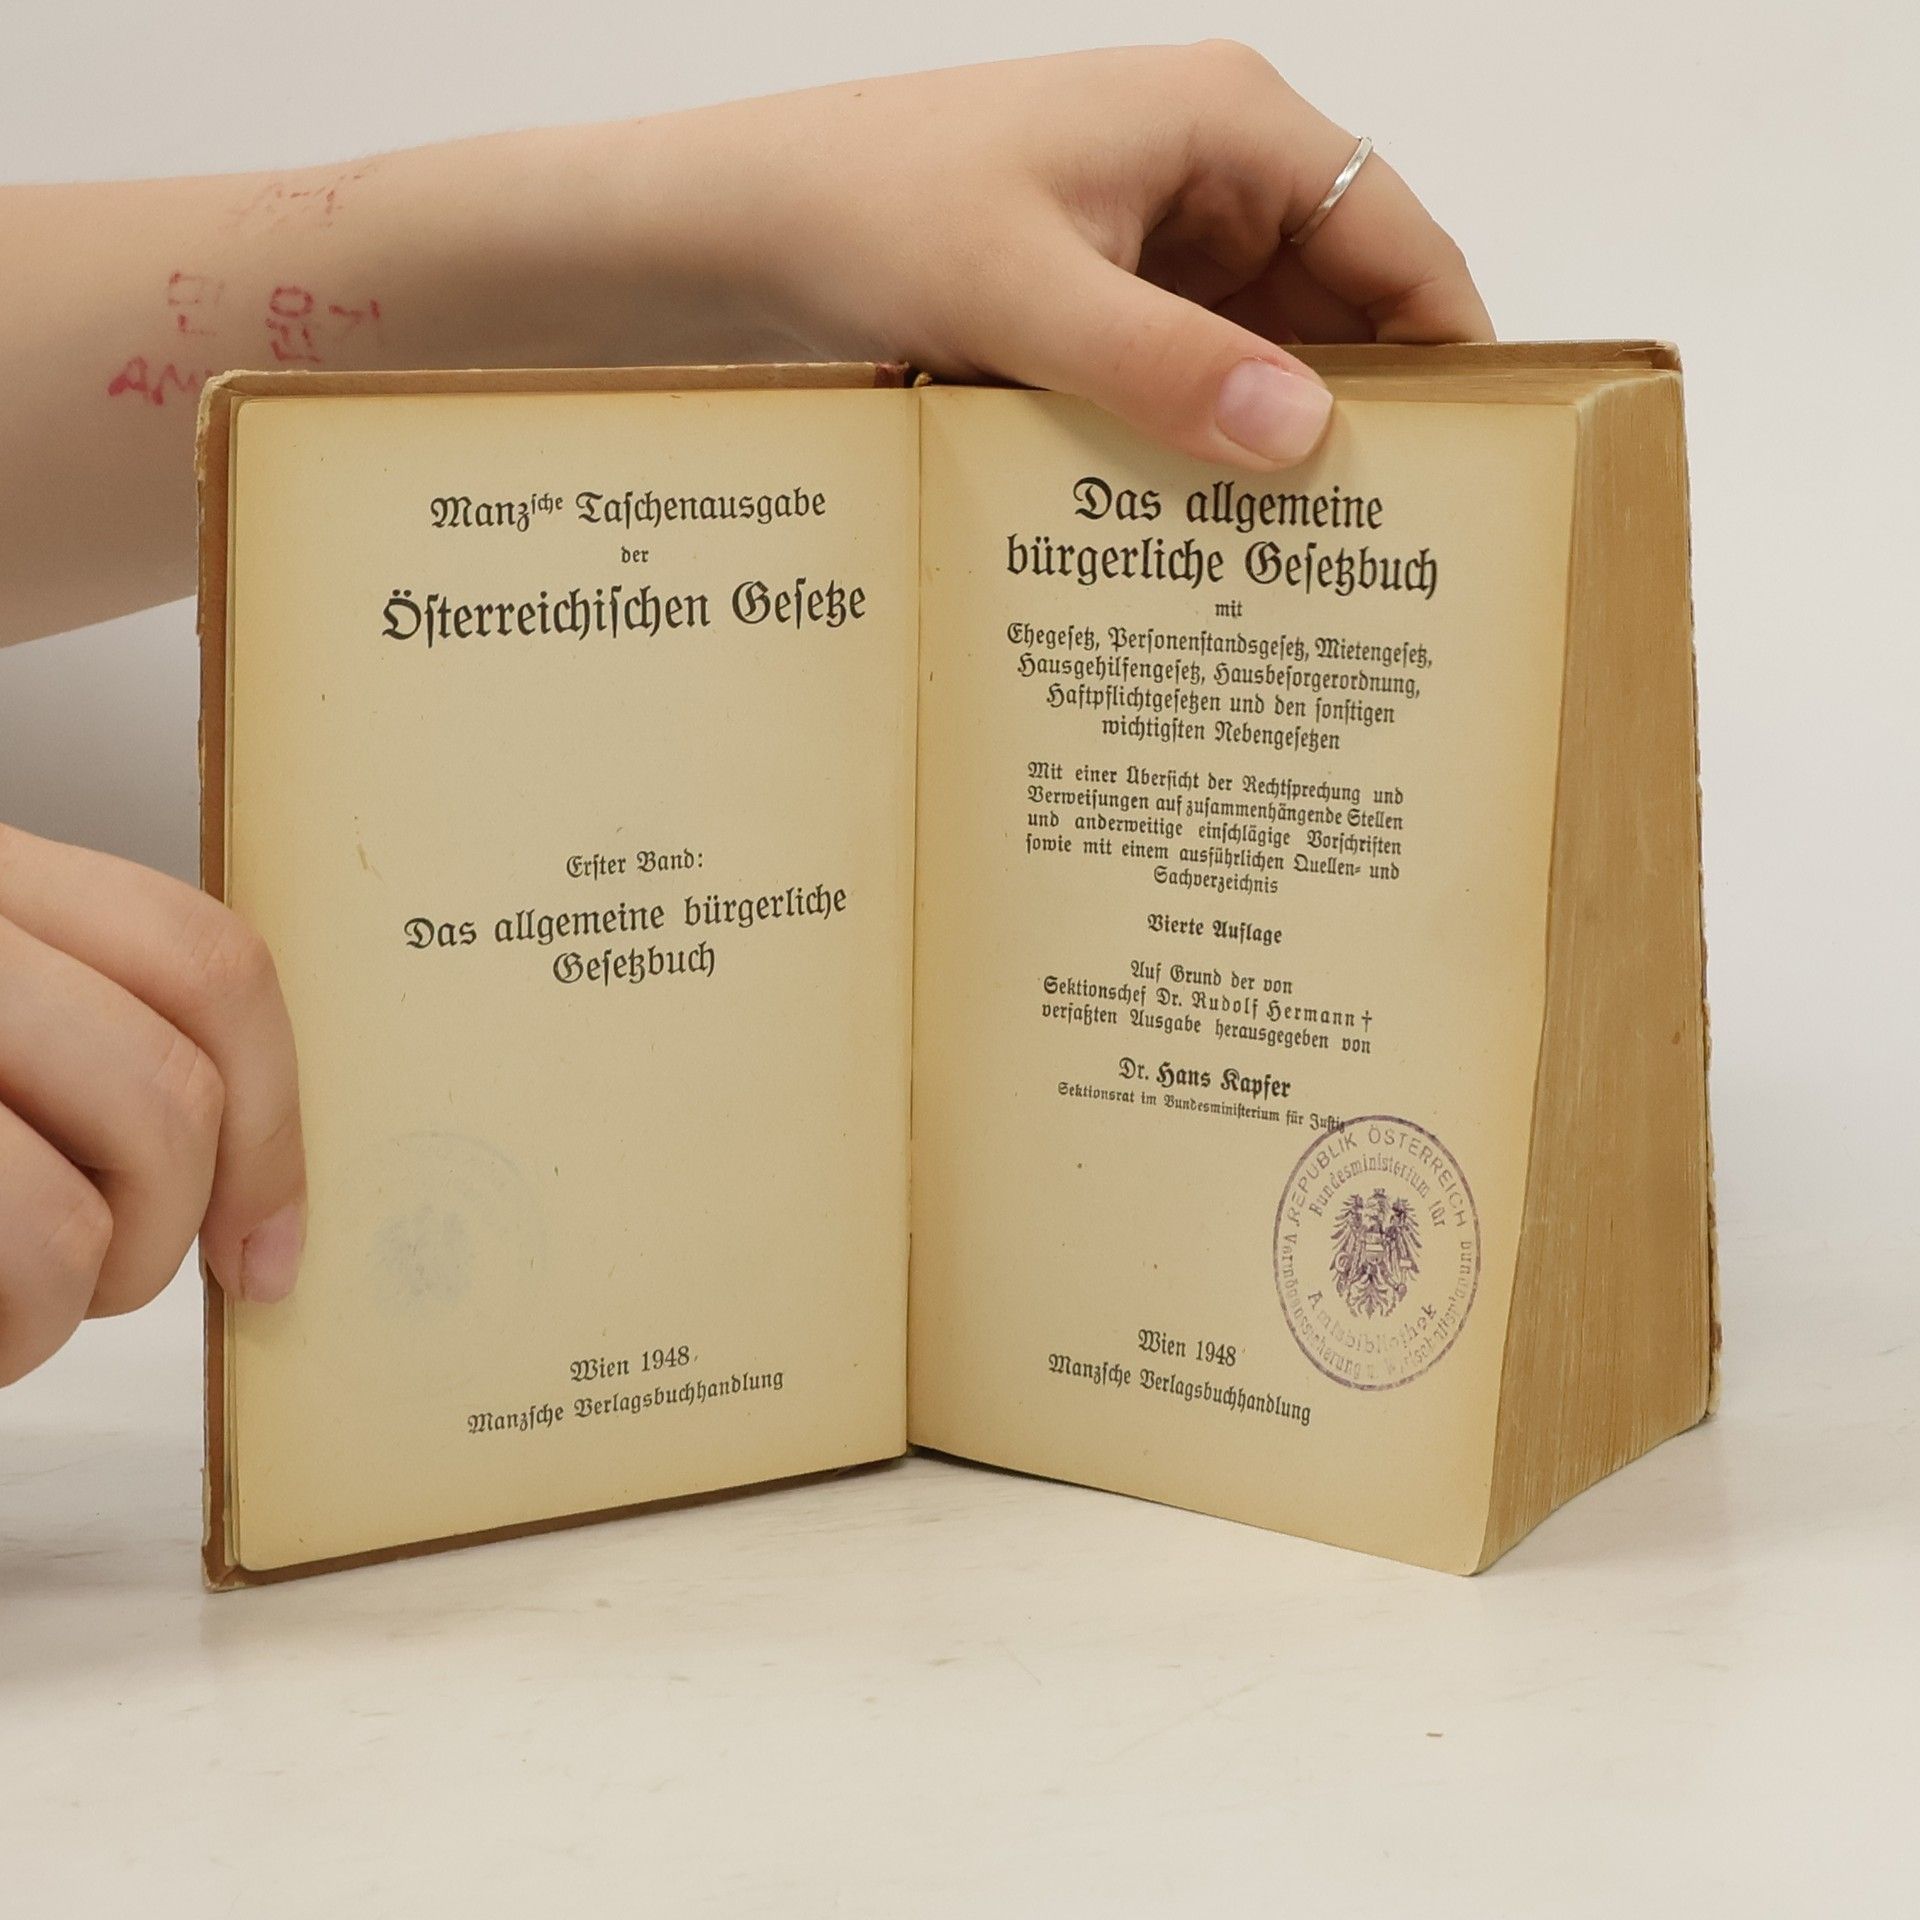 Manzſche Taſchenausgabe
der
Öſterreichiſchen Geſetze
Erſter Band:
Das allgemeine bürgerliche
Geſetzbuch
Wien 1948
Manzſche Verlagsbuchhandlung
Das allgemeine
bürgerliche Geſetzbuch
mit
Ehegeſetz, Perſonenſtandsgeſetz, Mietengeſetz,
Hausgehilfengeſetz, Hausbeſorgerordnung,
Haftpflichtgeſetzen und den ſonſtigen
wichtigſten Nebengeſetzen
Mit einer Überſicht der Rechtſprechung und
Verweiſungen auf zuſammenhängende Stellen
und anderweitige einſchlägige Vorſchriften
ſowie mit einem ausführlichen Quellen- und
Sachverzeichnis
Vierte Auflage
Auf Grund der von
Sektionschef Dr. Rudolf Hermann †
verfaßten Ausgabe herausgegeben von
Dr. Hans Kapfer
Sektionsrat im Bundesminiſterium für Juſtiz
REPUBLIK ÖSTERREICH
Bundesministerium für
Amtsbibliothek
Wien 1948
Manzſche Verlagsbuchhandlung